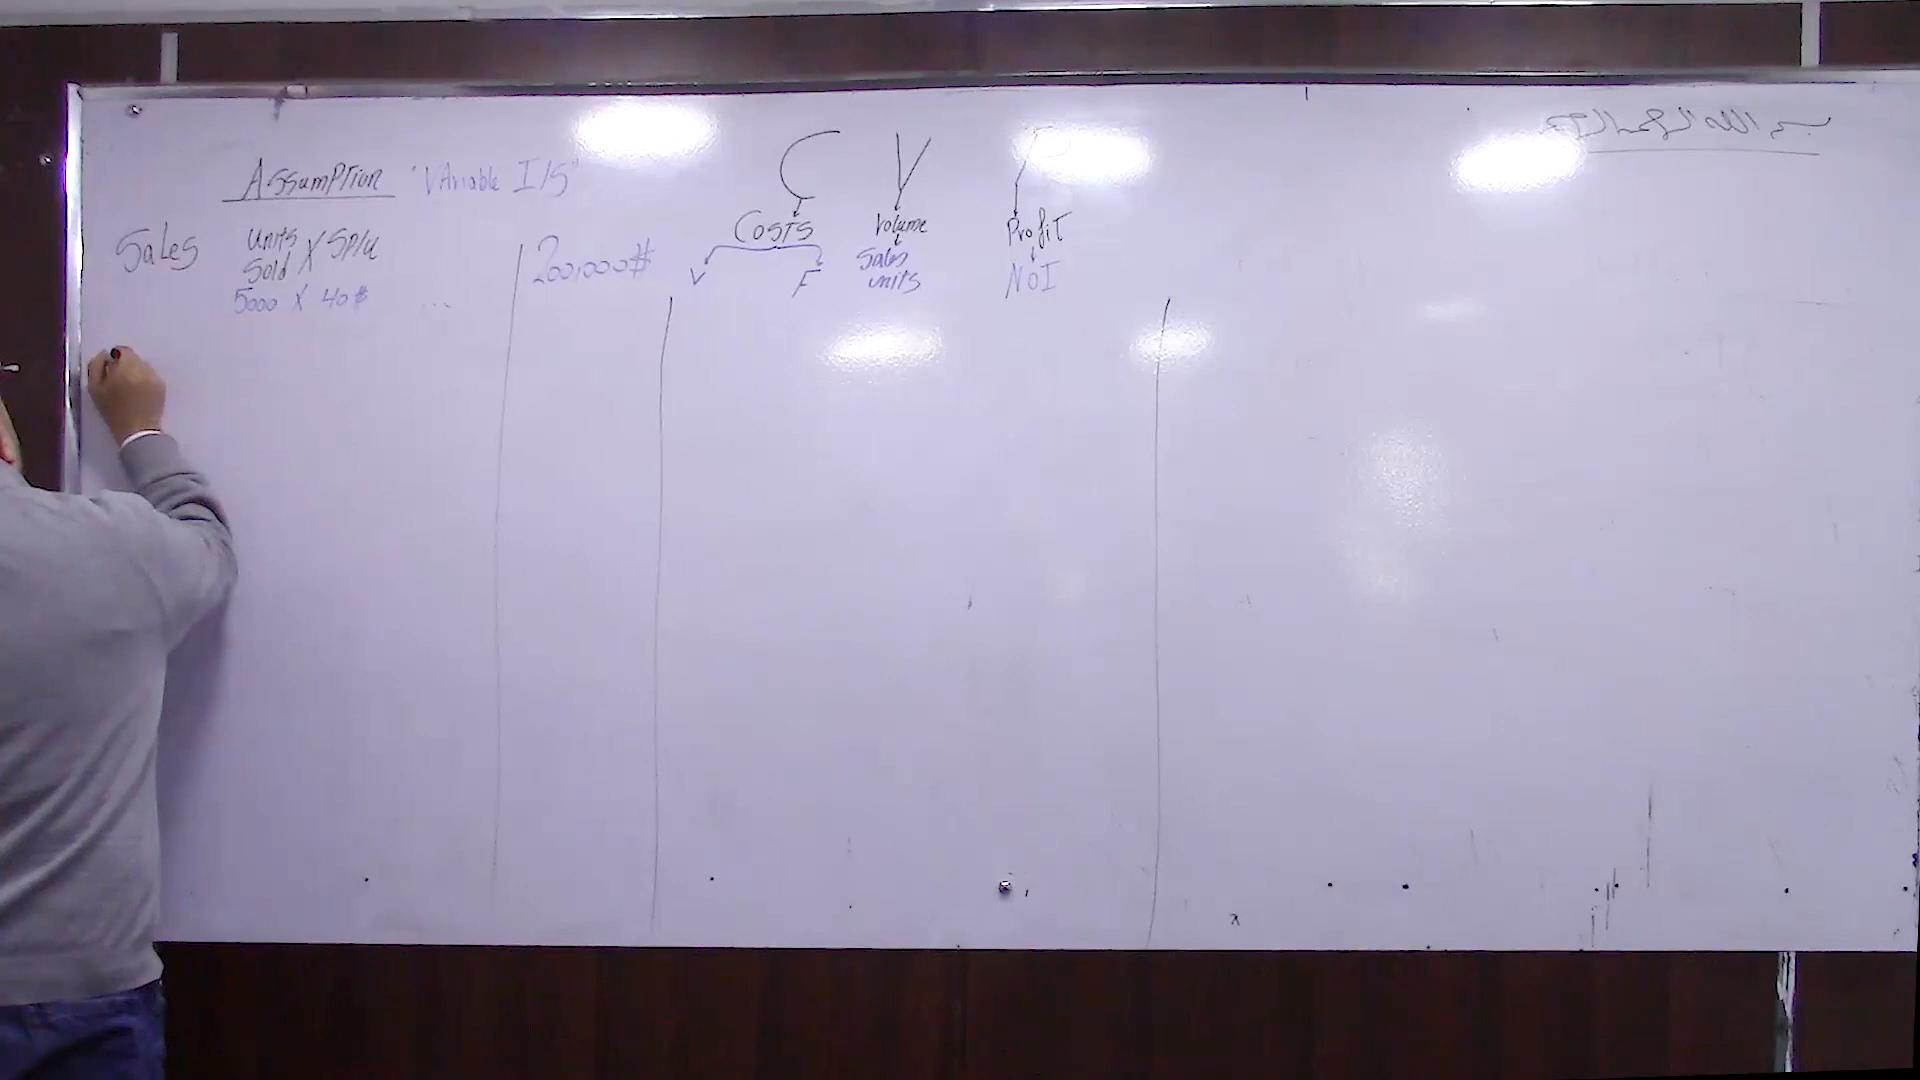 بسم الله الرحمن الرحيم
C V P
Assumption "Variable I/S"
Costs Volume Profit
Sales Units Sold X SP/u 200,000$
V F Sales units NOI
5000 X 40$ ...